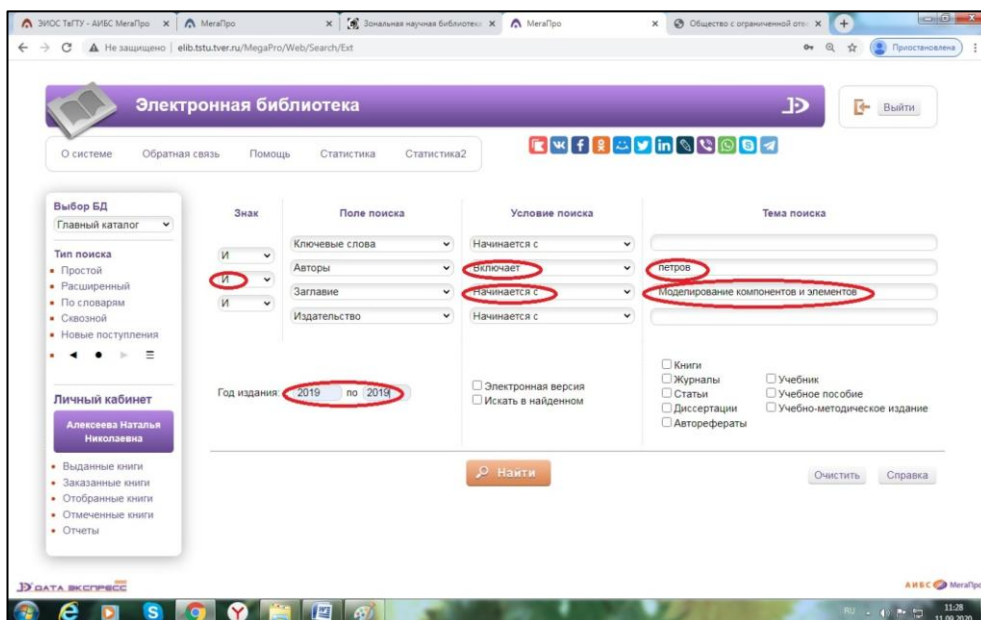 ЭИОС ТвГТУ - АИБС МегаПро
МегаПро
Зональная научная библиотека
МегаПро
Общество с ограниченной отв
Не защищено | elib.tstu.tver.ru/MegaPro/Web/Search/Ext
Приостановлена
Электронная библиотека
Выйти
О системе Обратная связь Помощь Статистика Статистика2
Выбор БД
Главный каталог
Тип поиска
Простой
Расширенный
По словарям
Сквозной
Новые поступления
Личный кабинет
Алексеева Наталья
Николаевна
Выданные книги
Заказанные книги
Отобранные книги
Отмеченные книги
Отчеты
Знак Поле поиска Условие поиска Тема поиска
Ключевые слова Начинается с
И
Авторы Включает петров
И
Заглавие Начинается с Моделирование компонентов и элементов
И
Издательство Начинается с
Год издания: 2019 по 2019
Электронная версия
Искать в найденном
Книги
Журналы
Статьи
Диссертации
Авторефераты
Учебник
Учебное пособие
Учебно-методическое издание
Найти
Очистить Справка
ДАТА ЭКСПРЕСС
АИБС МегаПро
RU
11:28
11.09.2020